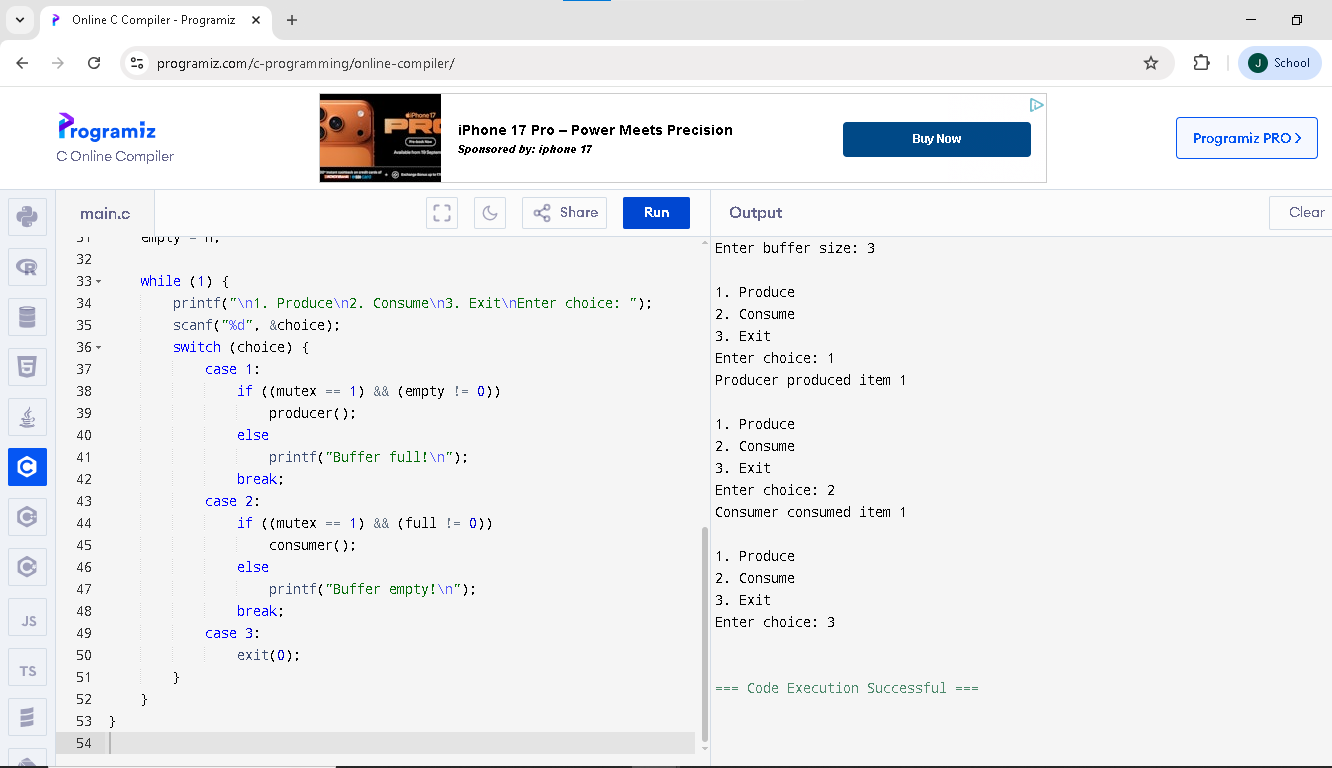 Online C Compiler - Programiz
programiz.com/c-programming/online-compiler/
J School
Programiz
C Online Compiler
iPhone 17
PRO
Pre-book Now
iPhone 17 Pro – Power Meets Precision
Sponsored by: iphone 17
Buy Now
Programiz PRO >
main.c
Share
Run
Output
Clear
31 empty = n;
32
33 while (1) {
34 printf("\n1. Produce\n2. Consume\n3. Exit\nEnter choice: ");
35 scanf("%d", &choice);
36 switch (choice) {
37 case 1:
38 if ((mutex == 1) && (empty != 0))
39 producer();
40 else
41 printf("Buffer full!\n");
42 break;
43 case 2:
44 if ((mutex == 1) && (full != 0))
45 consumer();
46 else
47 printf("Buffer empty!\n");
48 break;
49 case 3:
50 exit(0);
51 }
52 }
53 }
54
JS
TS
Enter buffer size: 3
1. Produce
2. Consume
3. Exit
Enter choice: 1
Producer produced item 1
1. Produce
2. Consume
3. Exit
Enter choice: 2
Consumer consumed item 1
1. Produce
2. Consume
3. Exit
Enter choice: 3
=== Code Execution Successful ===